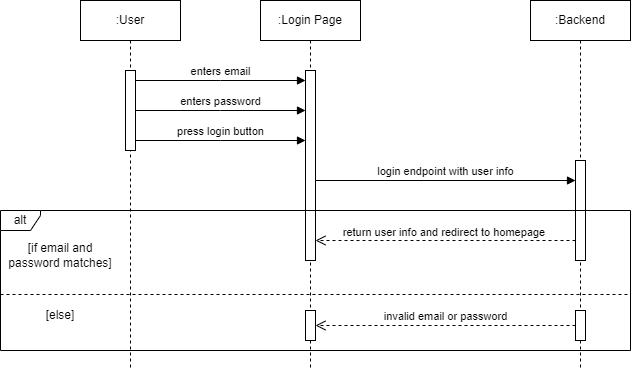 :User
:Login Page
:Backend
enters email
enters password
press login button
login endpoint with user info
alt
return user info and redirect to homepage
[if email and
password matches]
[else]
invalid email or password